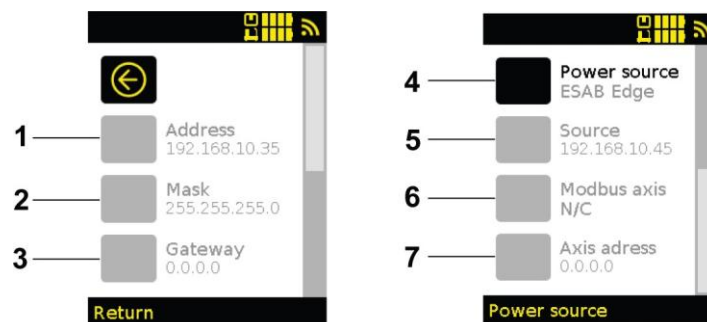 1
Address
192.168.10.35
2
Mask
255.255.255.0
3
Gateway
0.0.0.0
Return
4
Power source
ESAB Edge
5
Source
192.168.10.45
6
Modbus axis
N/C
7
Axis adress
0.0.0.0
Power source